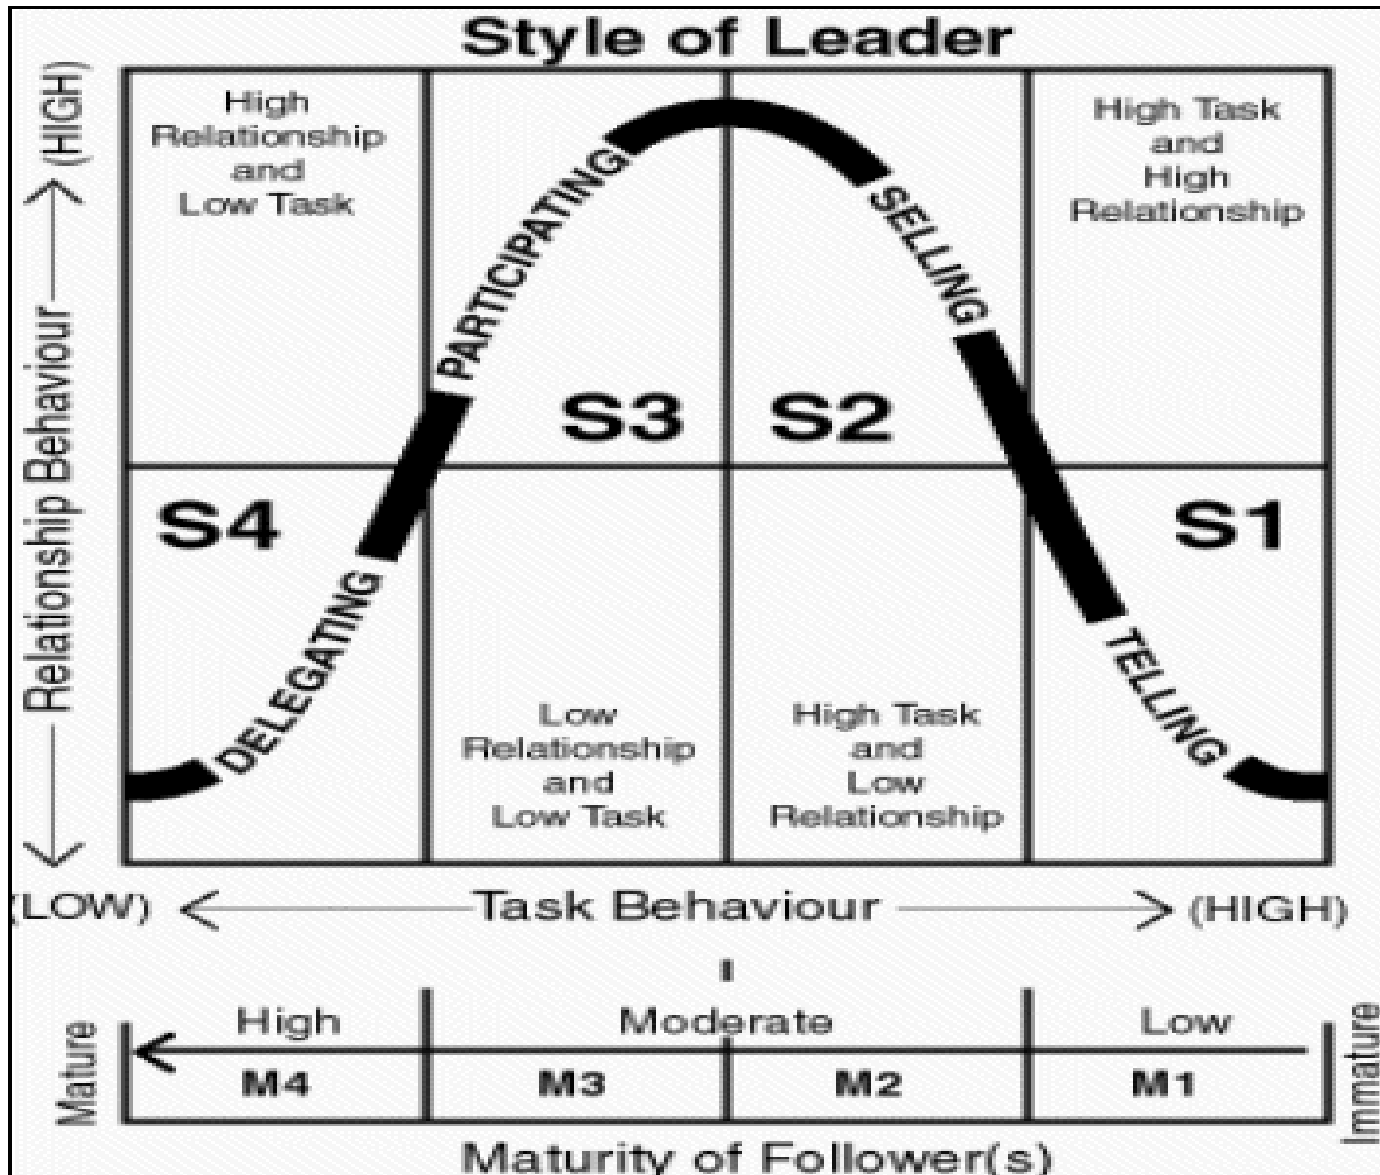 Style of Leader
(HIGH)
Relationship Behaviour
High
Relationship
and
Low Task
High Task
and
High
Relationship
PARTICIPATING
SELLING
S3
S2
S4
S1
DELEGATING
TELLING
Low
Relationship
and
Low Task
High Task
and
Low
Relationship
(LOW)
Task Behaviour
(HIGH)
Mature
High
Moderate
Low
Immature
M4
M3
M2
M1
Maturity of Follower(s)